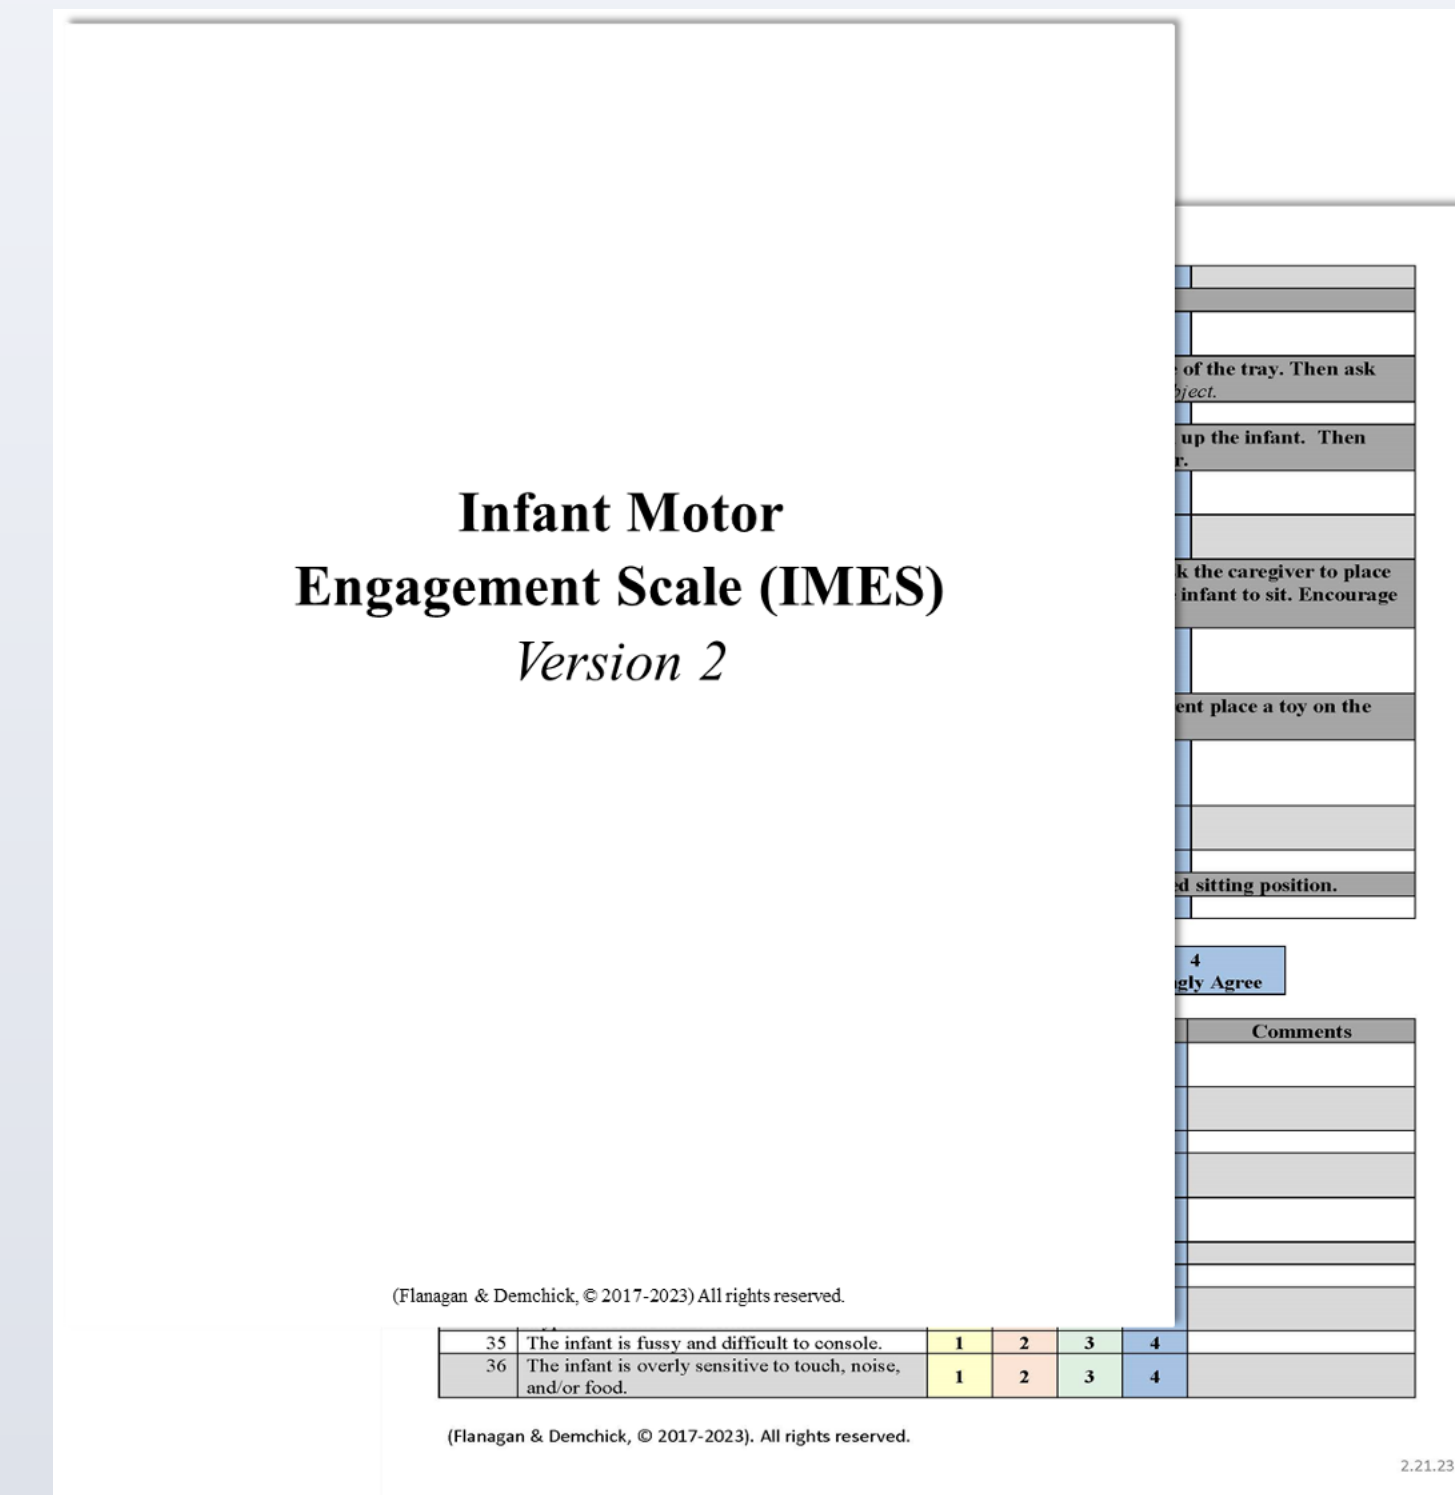 Infant Motor
Engagement Scale (IMES)
Version 2
(Flanagan & Demchick, © 2017-2023) All rights reserved.
of the tray. Then ask
up the infant. Then
the caregiver to place
infant to sit. Encourage
place a toy on the
sitting position.
4
Agree
Comments
35 The infant is fussy and difficult to console. 1 2 3 4
36 The infant is overly sensitive to touch, noise,
and/or food. 1 2 3 4
(Flanagan & Demchick, © 2017-2023). All rights reserved.
2.21.23